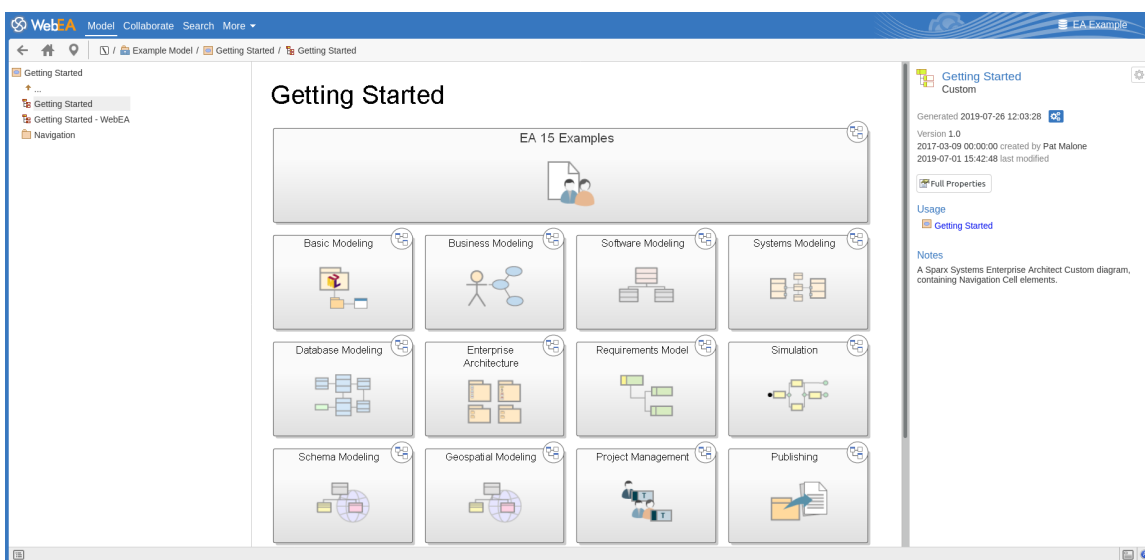 WebEA Model Collaborate Search More
EA Example
/ Example Model / Getting Started / Getting Started
Getting Started
...
Getting Started
Getting Started - WebEA
Navigation
Getting Started
EA 15 Examples
Basic Modeling
Business Modeling
Software Modeling
Systems Modeling
Database Modeling
Enterprise
Architecture
Requirements Model
Simulation
Schema Modeling
Geospatial Modeling
Project Management
T
T
Publishing
Getting Started
Custom
Generated 2019-07-26 12:03:28
Version 1.0
2017-03-09 00:00:00 created by Pat Malone
2019-07-01 15:42:48 last modified
Full Properties
Usage
Getting Started
Notes
A Sparx Systems Enterprise Architect Custom diagram,
containing Navigation Cell elements.